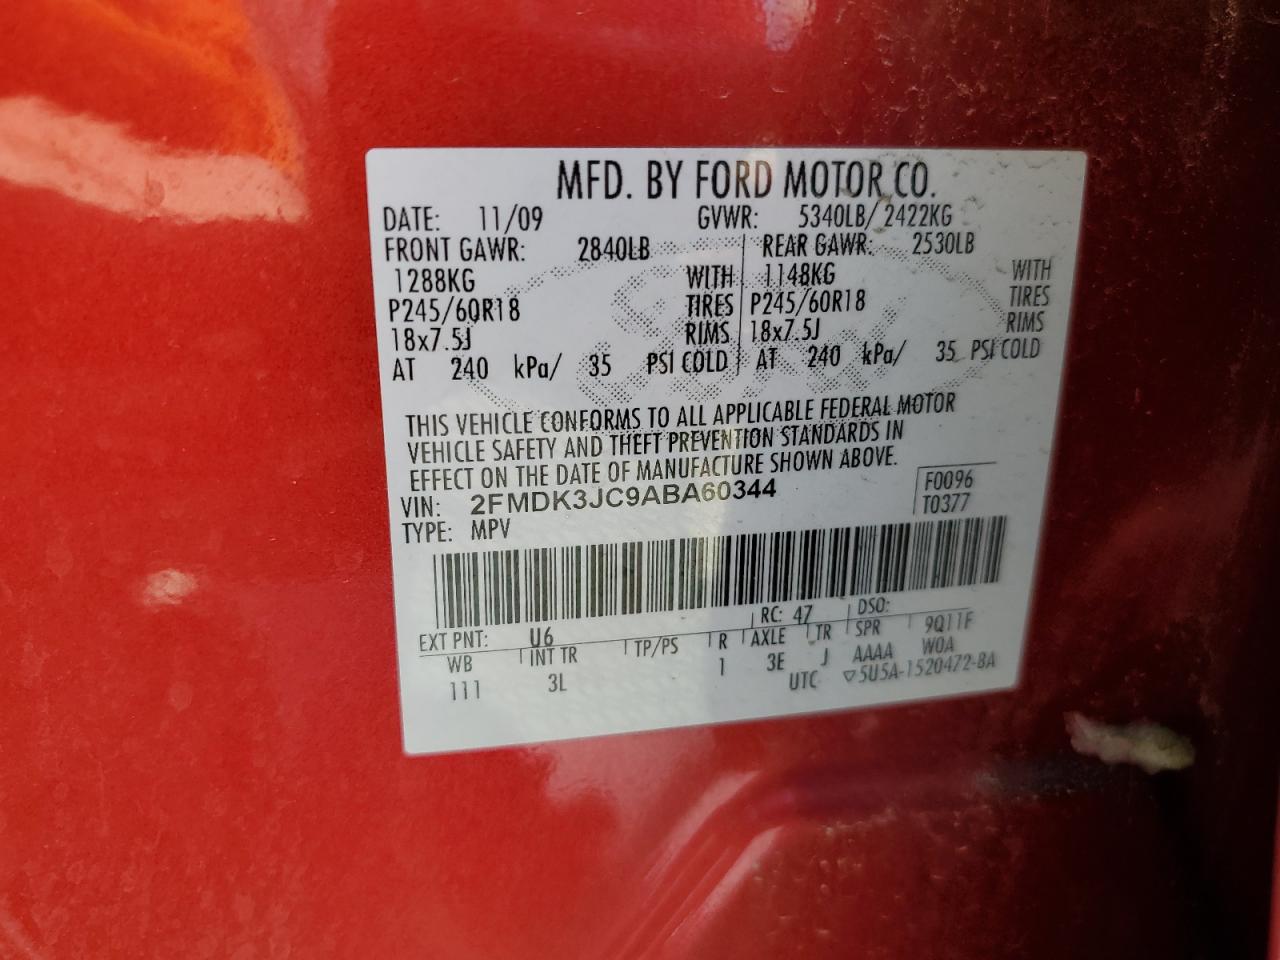 MFD. BY FORD MOTOR CO.
DATE: 11/09 GVWR: 5340LB/ 2422KG
FRONT GAWR: 2840LB REAR GAWR: 2530LB
1288KG WITH 1148KG WITH
P245/60R18 TIRES P245/60R18 TIRES
18x7.5J RIMS 18x7.5J RIMS
AT 240 kPa/ 35 PSI COLD AT 240 kPa/ 35 PSI COLD
THIS VEHICLE CONFORMS TO ALL APPLICABLE FEDERAL MOTOR
VEHICLE SAFETY AND THEFT PREVENTION STANDARDS IN
EFFECT ON THE DATE OF MANUFACTURE SHOWN ABOVE.
VIN: 2FMDK3JC9ABA60344 F0096
TYPE: MPV T0377
EXT PNT: U6 RC: 47 DSO:
WB INT TR TP/PS R AXLE TR SPR 9Q11F
111 3L 1 3E J AAAA W0A
UTC ▽5U5A-1520472-BA